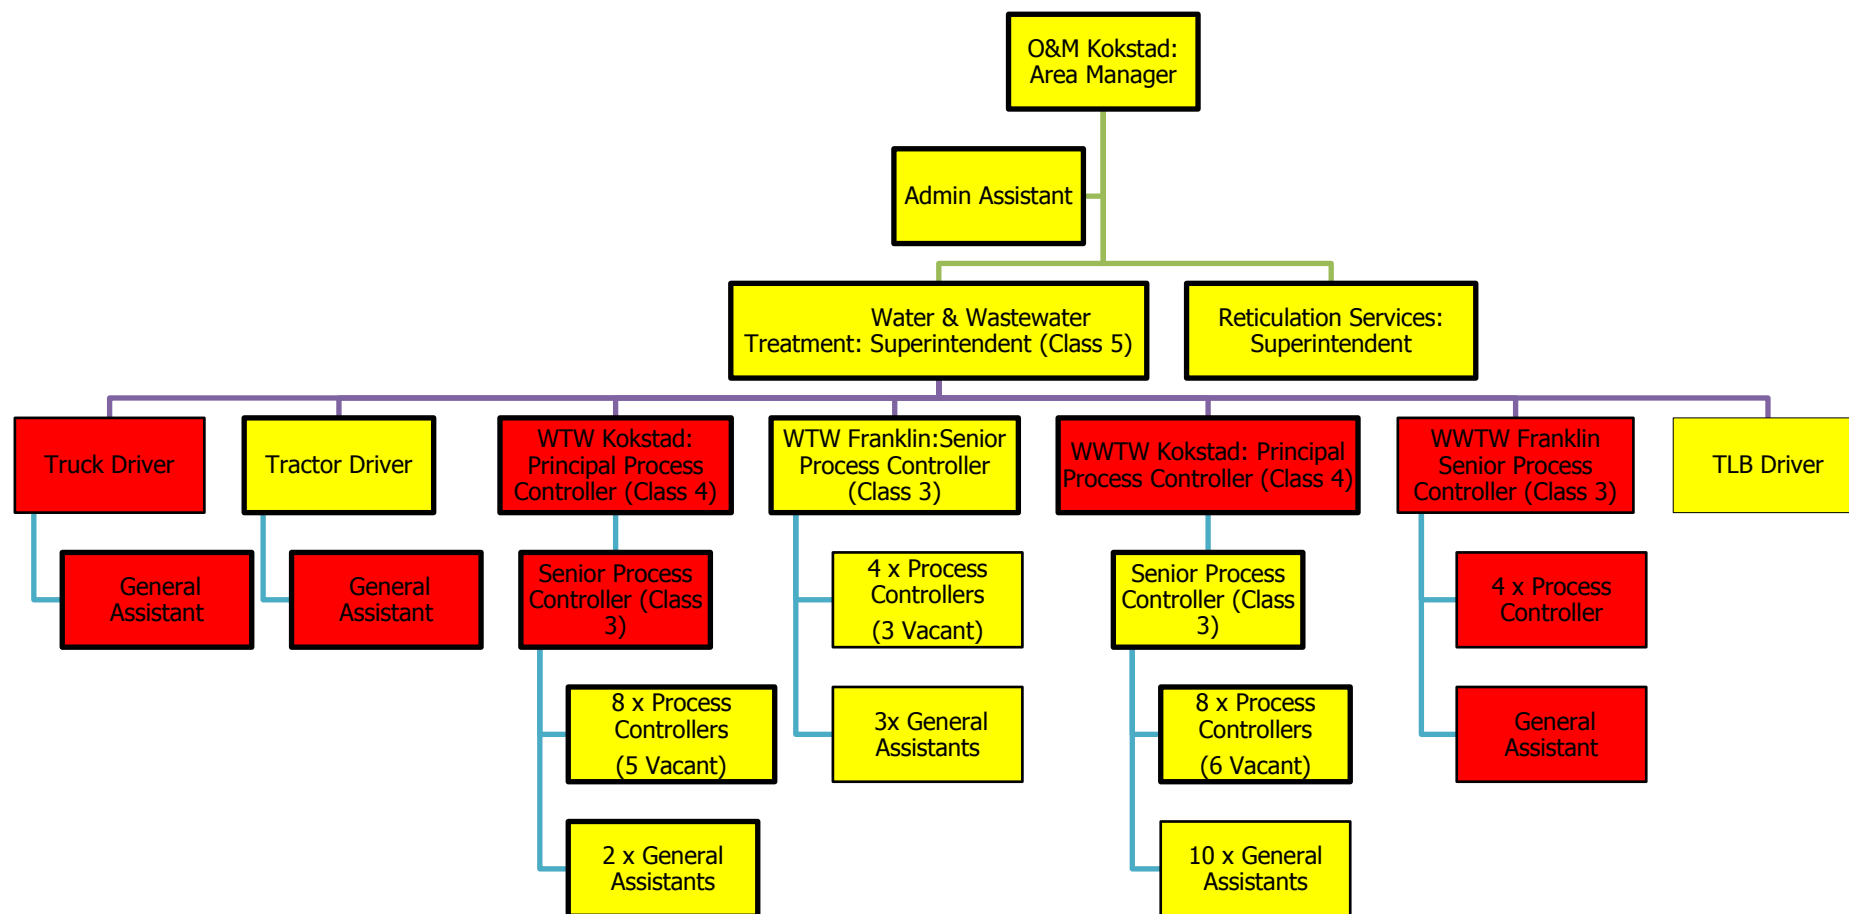 O&M Kokstad:
Area Manager
Admin Assistant
Water & Wastewater
Treatment: Superintendent (Class 5)
Reticulation Services:
Superintendent
Truck Driver
Tractor Driver
WTW Kokstad:
Principal Process
Controller (Class 4)
WTW Franklin:Senior
Process Controller
(Class 3)
WWTW Kokstad: Principal
Process Controller (Class 4)
WWTW Franklin
Senior Process
Controller (Class 3)
TLB Driver
General
Assistant
General
Assistant
Senior Process
Controller (Class
3)
4 x Process
Controllers
(3 Vacant)
Senior Process
Controller (Class
3)
4 x Process
Controller
8 x Process
Controllers
(5 Vacant)
3x General
Assistants
8 x Process
Controllers
(6 Vacant)
General
Assistant
2 x General
Assistants
10 x General
Assistants